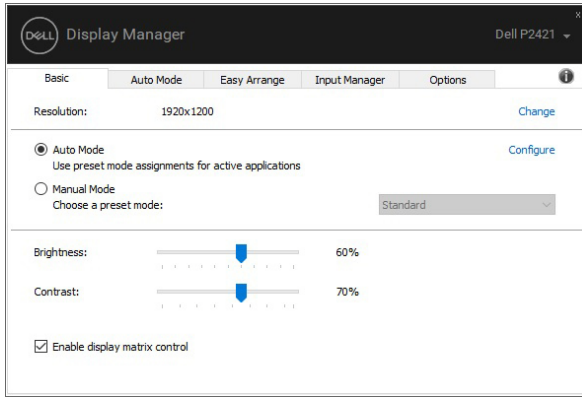 DELL Display Manager
Dell P2421
Basic Auto Mode Easy Arrange Input Manager Options
Resolution: 1920x1200 Change
Auto Mode Configure
Use preset mode assignments for active applications
Manual Mode
Choose a preset mode: Standard
Brightness: 60%
Contrast: 70%
Enable display matrix control